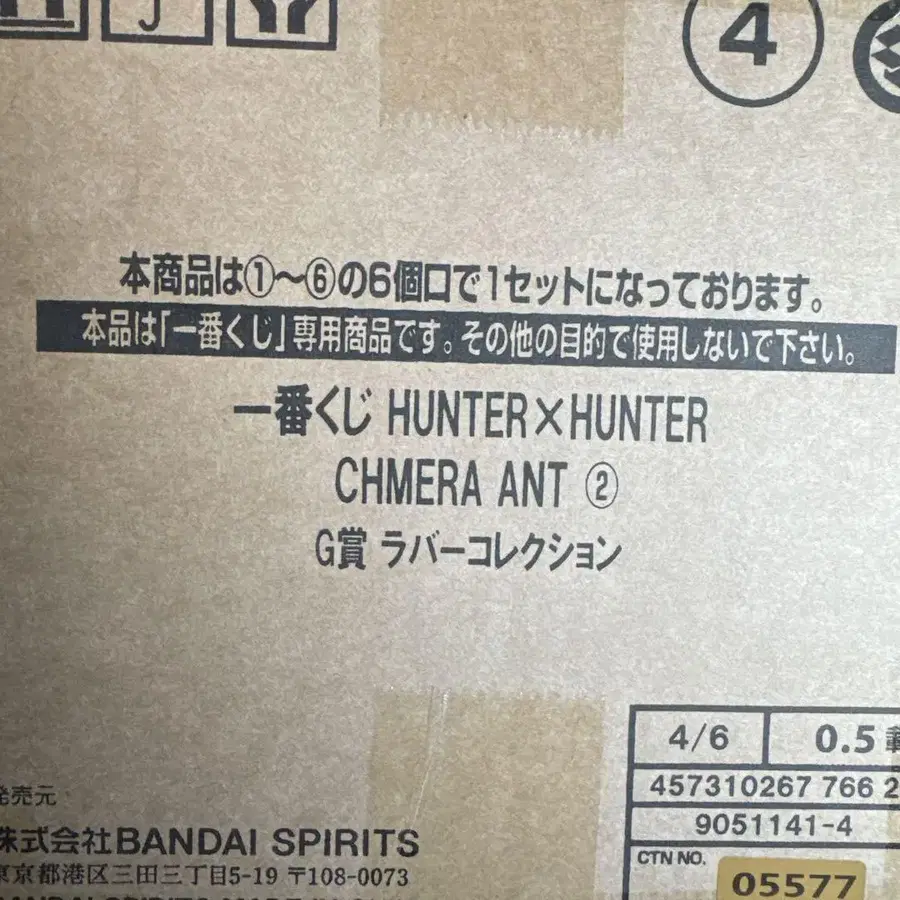 ④
本商品は①～⑥の6個口で1セットになっております。
本品は「一番くじ」専用商品です。その他の目的で使用しないで下さい。
一番くじ HUNTER×HUNTER
CHMERA ANT ②
G賞 ラバーコレクション
4/6 0.5
457310267 766 2
9051141-4
CTN NO.
05577
発売元
株式会社BANDAI SPIRITS
東京都港区三田三丁目5-19 〒108-0073